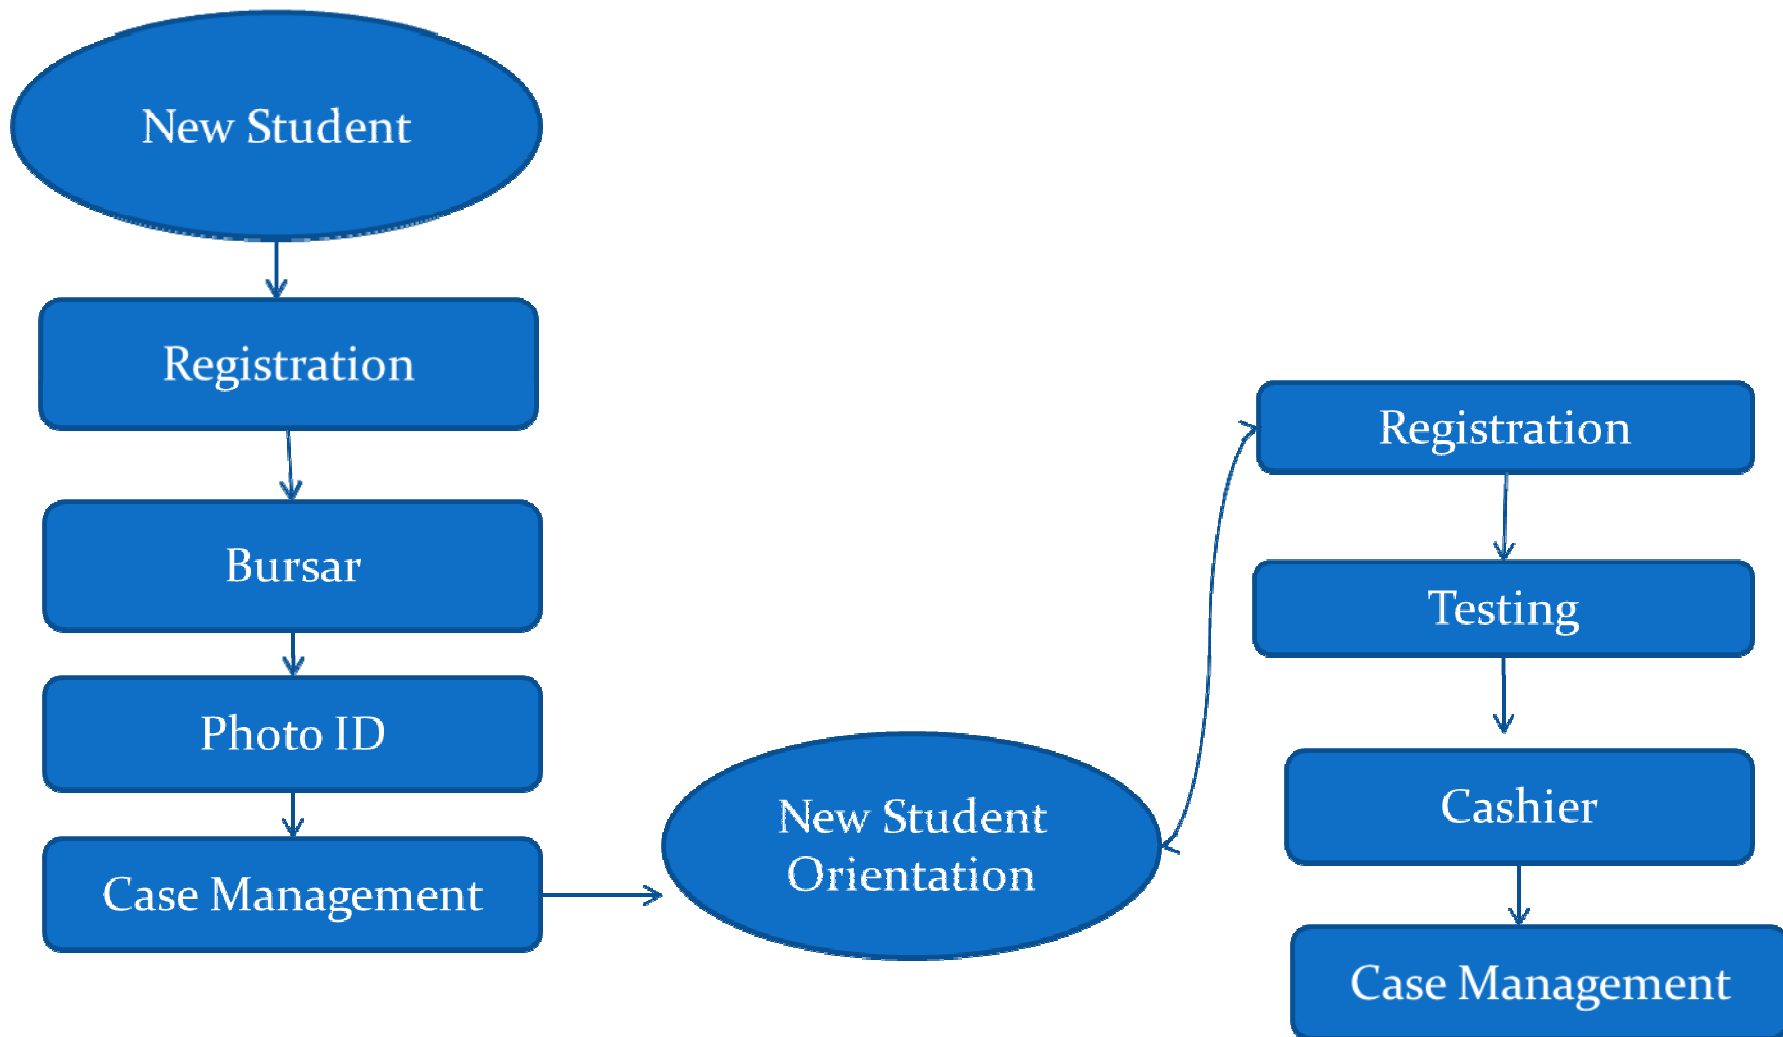 New Student
Registration
Bursar
Photo ID
Case Management
New Student
Orientation
Registration
Testing
Cashier
Case Management